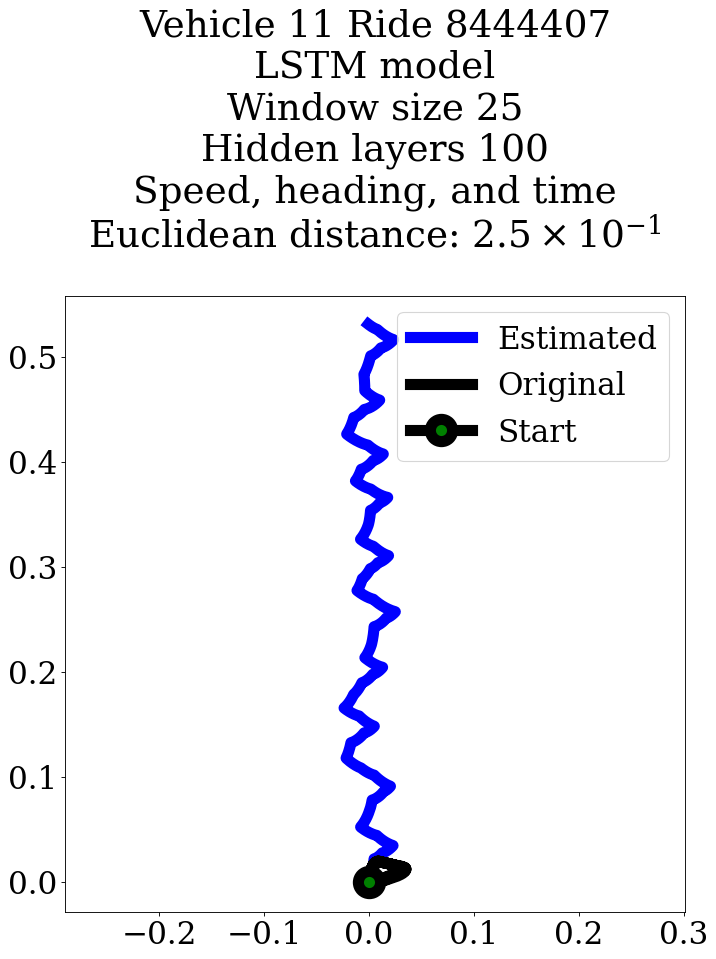 Vehicle 11 Ride 8444407
LSTM model
Window size 25
Hidden layers 100
Speed, heading, and time
Euclidean distance: 2.5 × 10⁻¹
Estimated
Original
Start
0.5
0.4
0.3
0.2
0.1
0.0
−0.2 −0.1 0.0 0.1 0.2 0.3